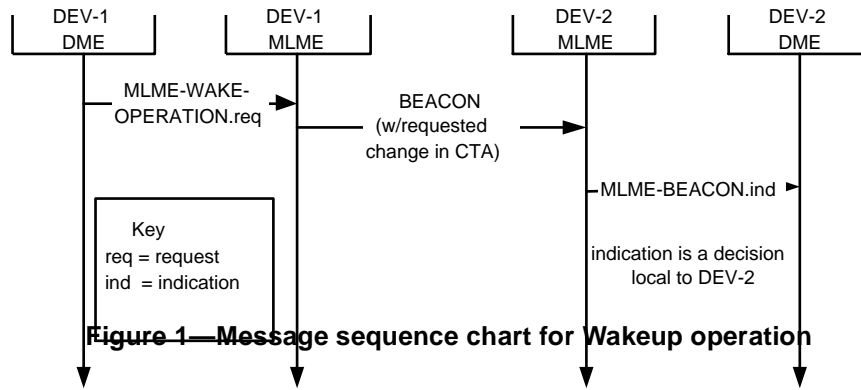 DEV-1
DME
DEV-1
MLME
DEV-2
MLME
DEV-2
DME
MLME-WAKE-
OPERATION.req
BEACON
(w/requested
change in CTA)
MLME-BEACON.ind
Key
req = request
ind = indication
indication is a decision
local to DEV-2
Figure 1—Message sequence chart for Wakeup operation